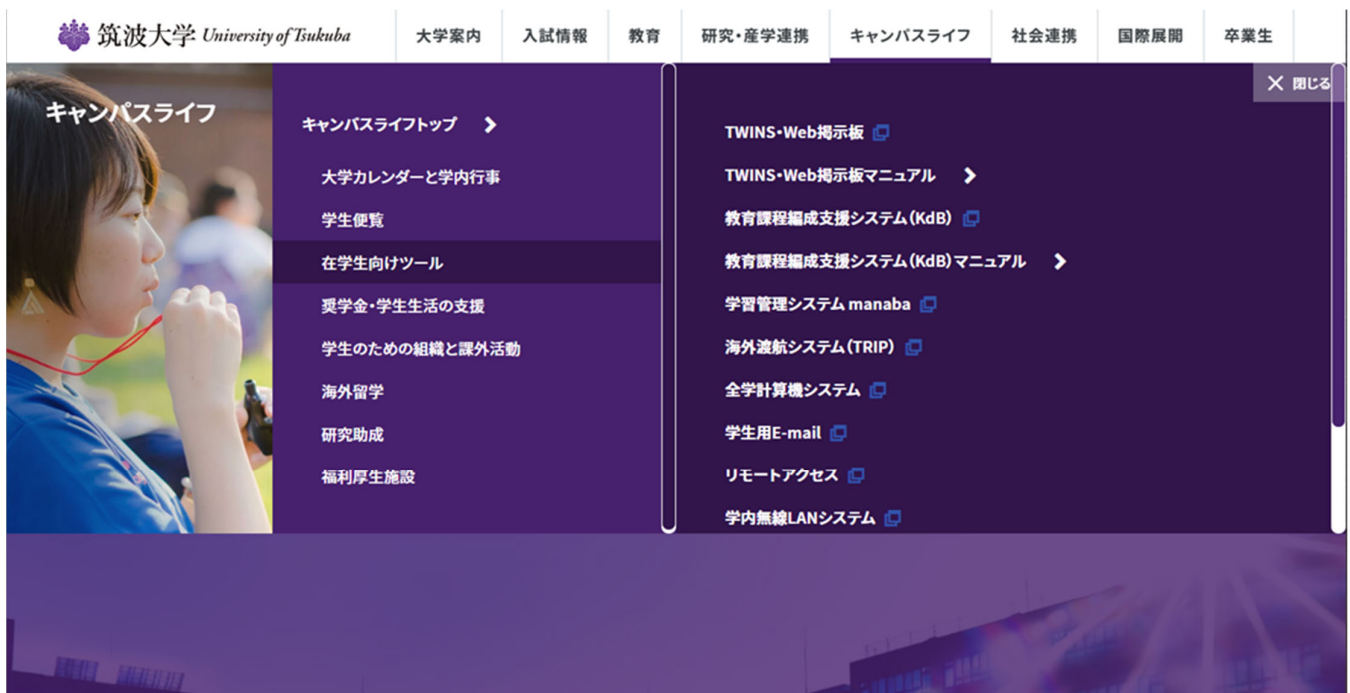 筑波大学 University of Tsukuba
大学案内
入試情報
教育
研究・産学連携
キャンパスライフ
社会連携
国際展開
卒業生
閉じる
キャンパスライフ
キャンパスライフトップ
大学カレンダーと学内行事
学生便覧
在学生向けツール
奨学金・学生生活の支援
学生のための組織と課外活動
海外留学
研究助成
福利厚生施設
TWINS・Web掲示板
TWINS・Web掲示板マニュアル
教育課程編成支援システム(KdB)
教育課程編成支援システム(KdB)マニュアル
学習管理システム manaba
海外渡航システム(TRIP)
全学計算機システム
学生用E-mail
リモートアクセス
学内無線LANシステム